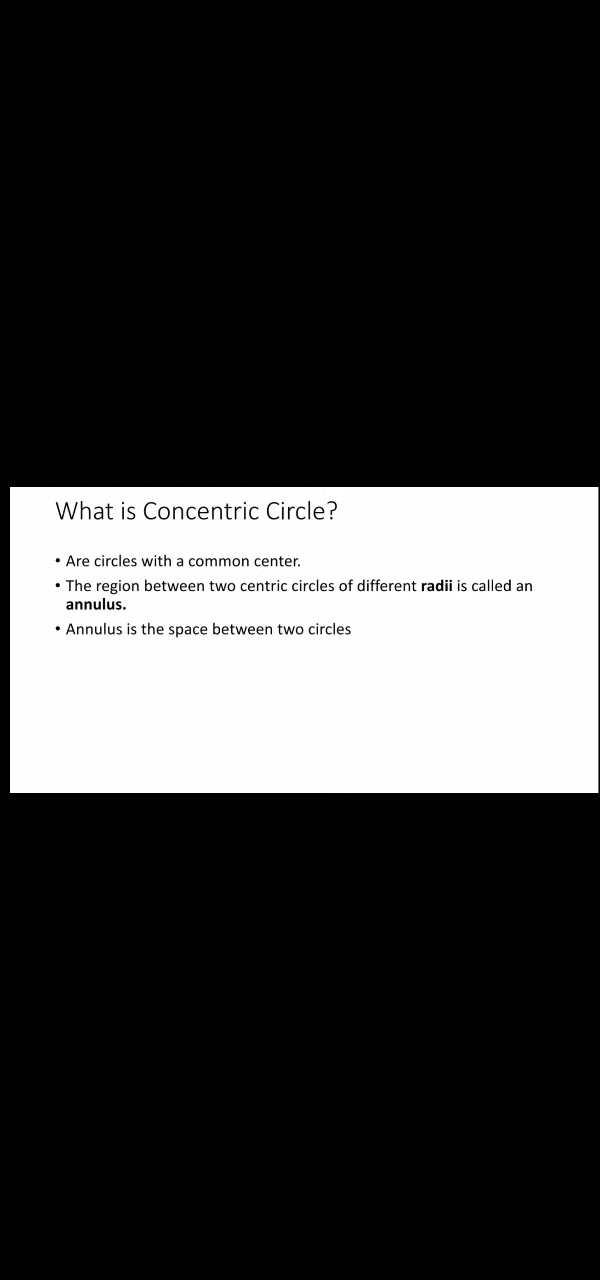 What is Concentric Circle?
• Are circles with a common center.
• The region between two centric circles of different radii is called an
annulus.
• Annulus is the space between two circles